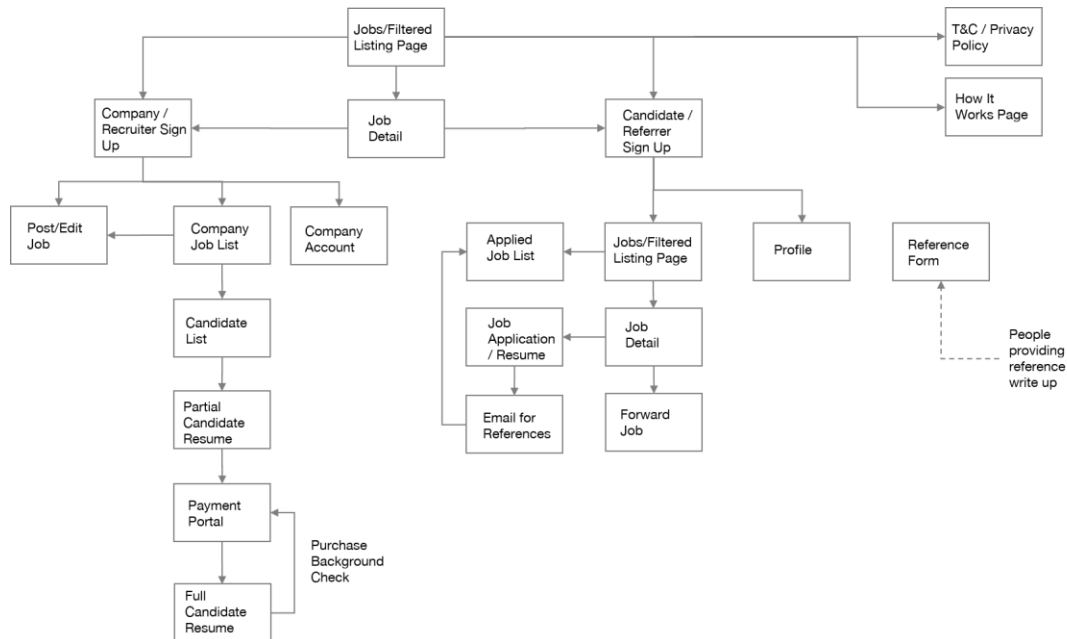 Jobs/Filtered
Listing Page
T&C / Privacy
Policy
How It
Works Page
Company /
Recruiter Sign
Up
Job
Detail
Candidate /
Referrer
Sign Up
Post/Edit
Job
Company
Job List
Company
Account
Applied
Job List
Jobs/Filtered
Listing Page
Profile
Reference
Form
Candidate
List
Job
Application
/ Resume
Job
Detail
People
providing
reference
write up
Partial
Candidate
Resume
Email for
References
Forward
Job
Payment
Portal
Purchase
Background
Check
Full
Candidate
Resume